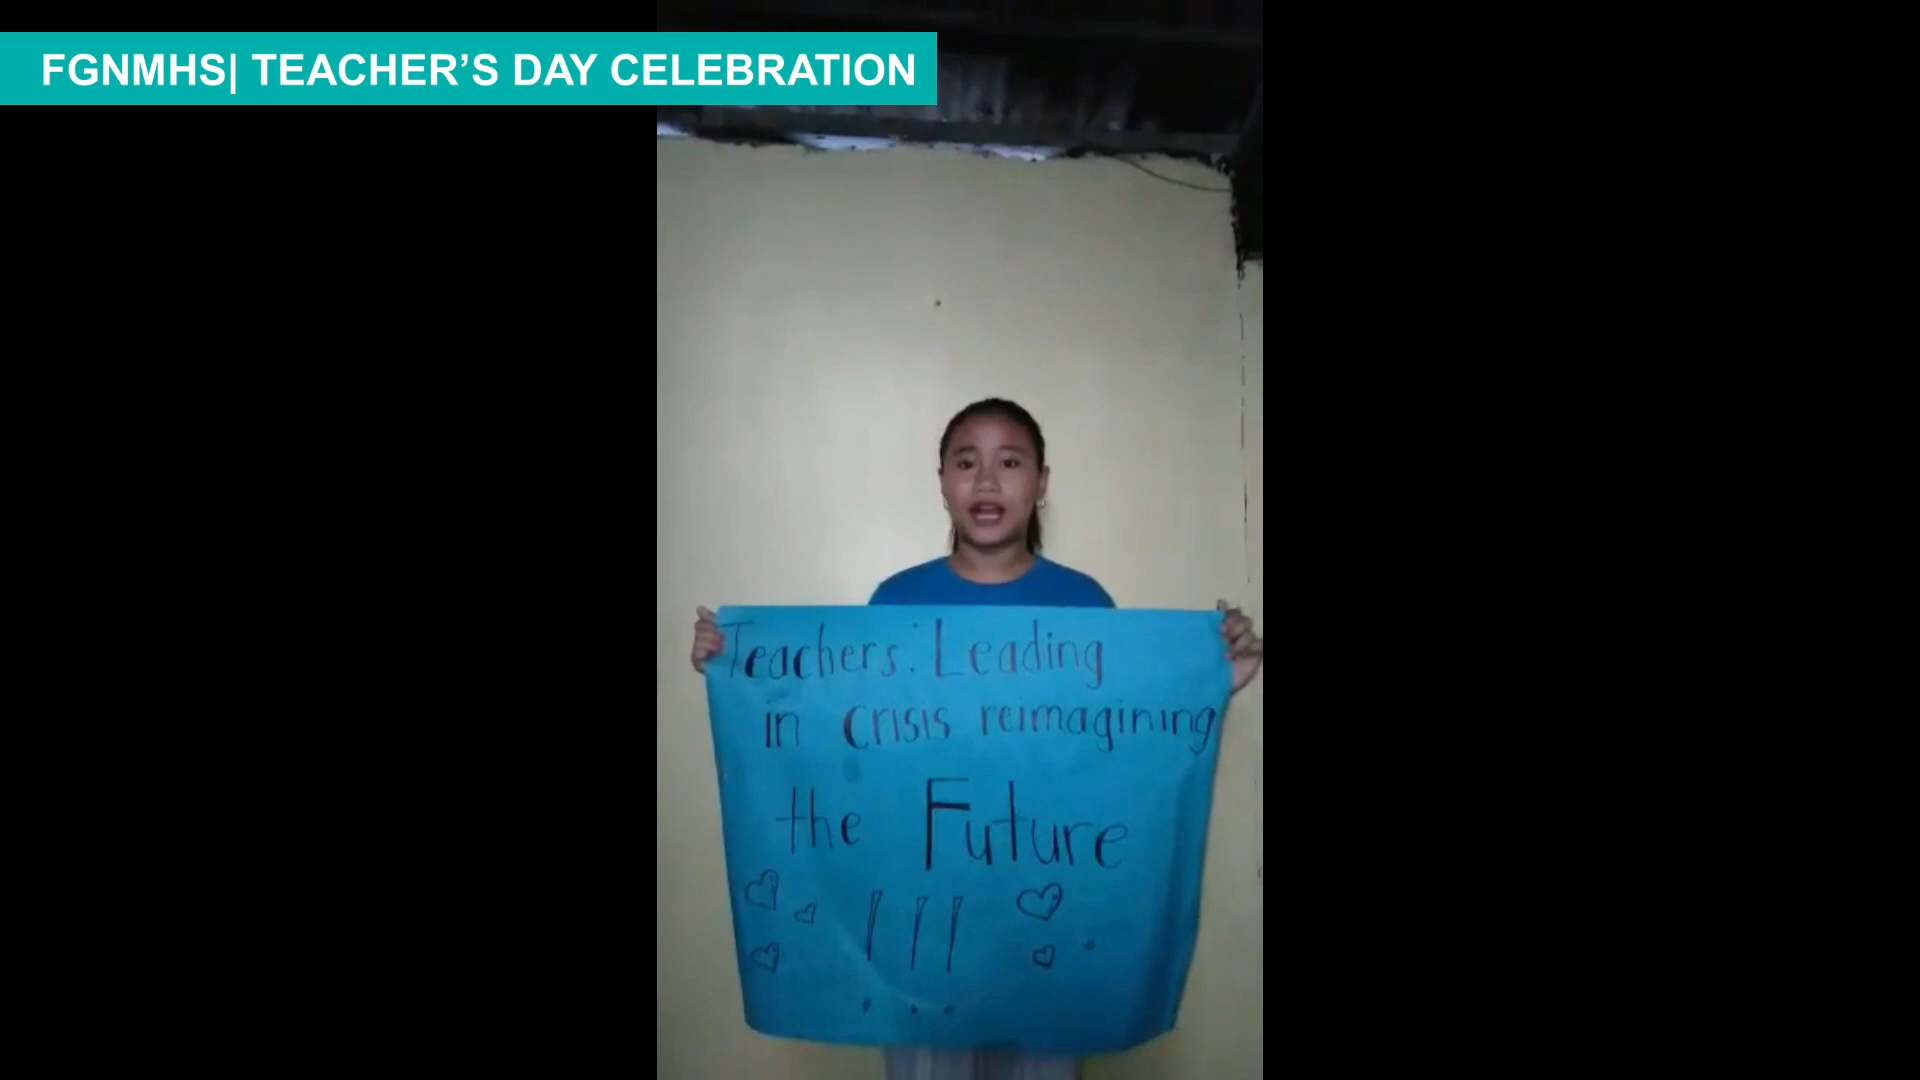 FGNMHS| TEACHER’S DAY CELEBRATION
Teachers: Leading
in crisis reimagining
the Future
!!!